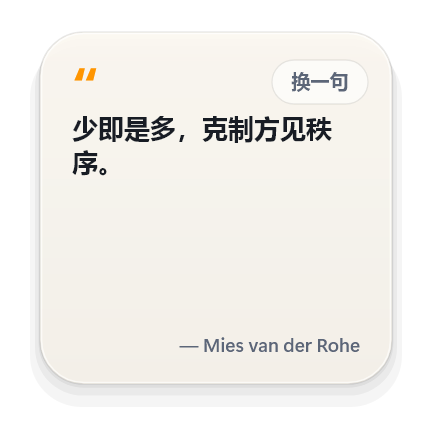 “
换一句
少即是多，克制方见秩
序。
— Mies van der Rohe